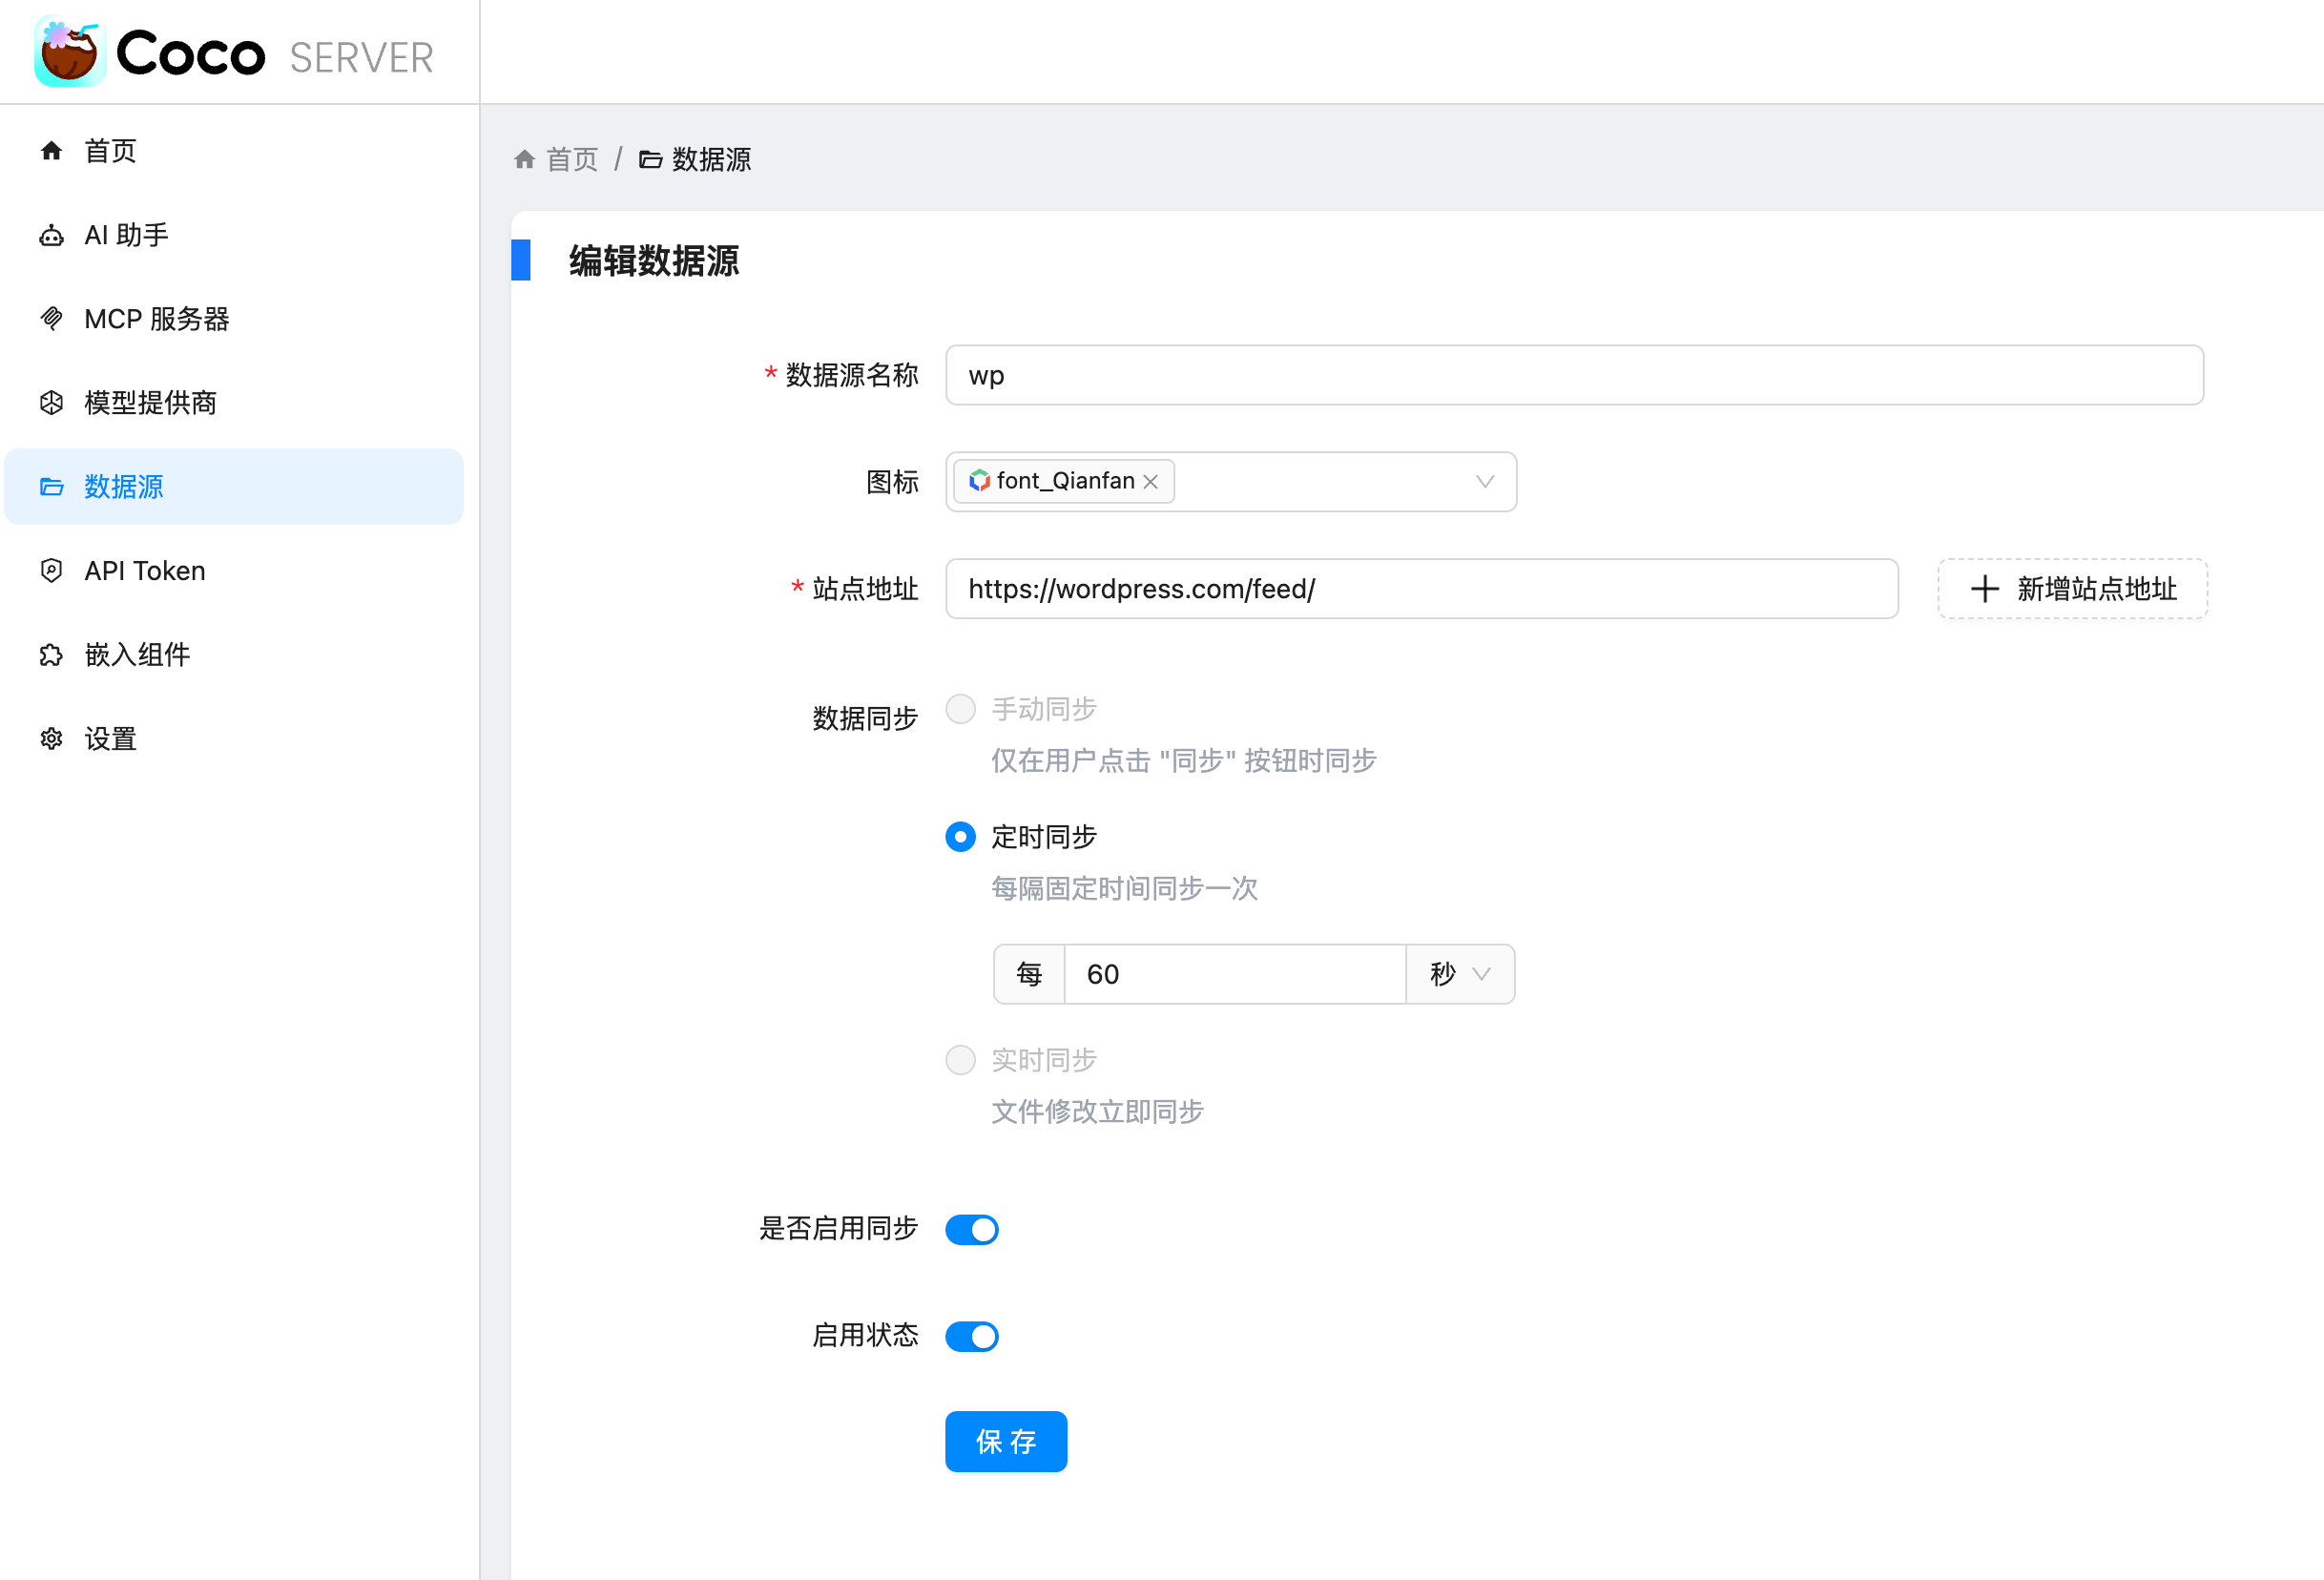 Coco SERVER
首页
AI 助手
MCP 服务器
模型提供商
数据源
API Token
嵌入组件
设置
首页 / 数据源
编辑数据源
* 数据源名称 wp
图标 font_Qianfan
* 站点地址 https://wordpress.com/feed/ 新增站点地址
数据同步 手动同步
仅在用户点击 "同步" 按钮时同步
定时同步
每隔固定时间同步一次
每 60 秒
实时同步
文件修改立即同步
是否启用同步
启用状态
保 存